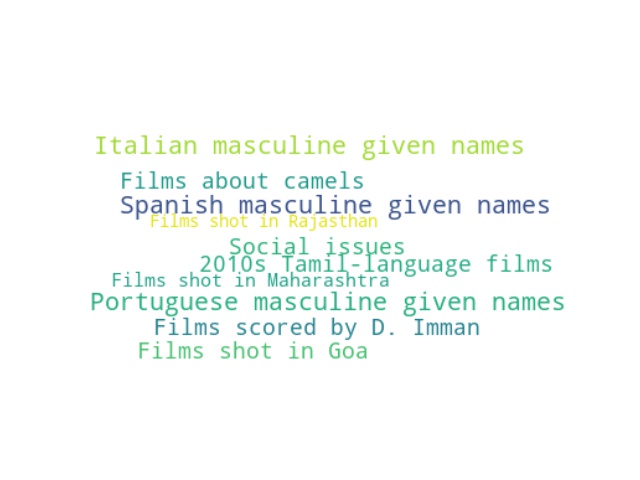 Italian masculine given names
Films about camels
Spanish masculine given names
Films shot in Rajasthan
Social issues
2010s Tamil-language films
Films shot in Maharashtra
Portuguese masculine given names
Films scored by D. Imman
Films shot in Goa